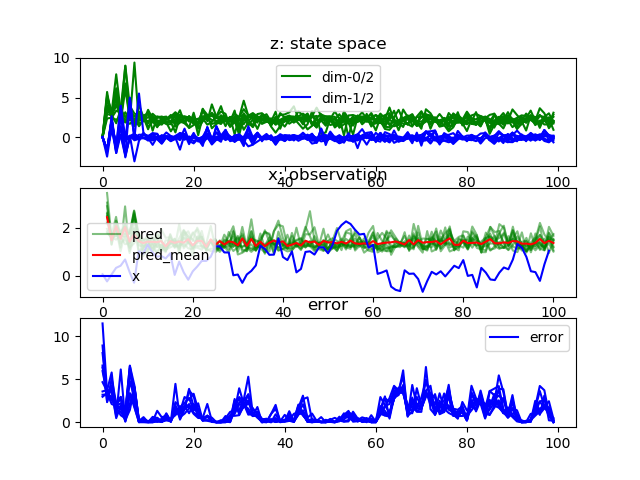 z: state space
10
5
0
dim-0/2
dim-1/2
0 20 40 60 80 100
x: observation
2
0
pred
pred_mean
x
0 20 40 60 80 100
error
10
5
0
error
0 20 40 60 80 100